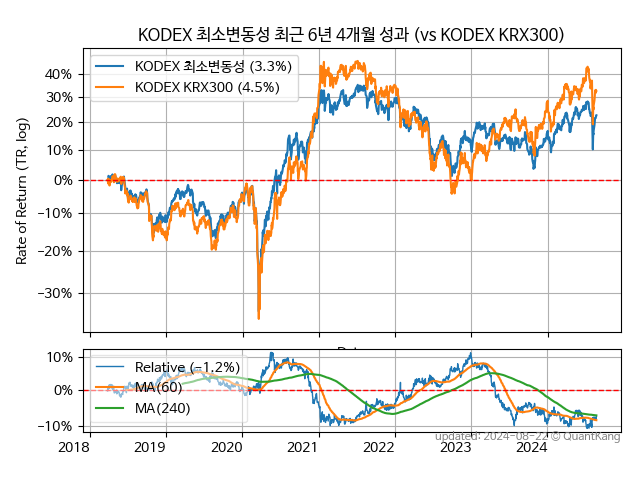 KODEX 최소변동성 최근 6년 4개월 성과 (vs KODEX KRX300)
Rate of Return (TR, log)
40%
30%
20%
10%
0%
−10%
−30%
KODEX 최소변동성 (3.3%)
KODEX KRX300 (4.5%)
10%
0%
−10%
Relative (−1.2%)
MA(60)
MA(240)
2018
2019
2020
2021
2022
2023
2024
updated: 2024-08-22 © QuantKang